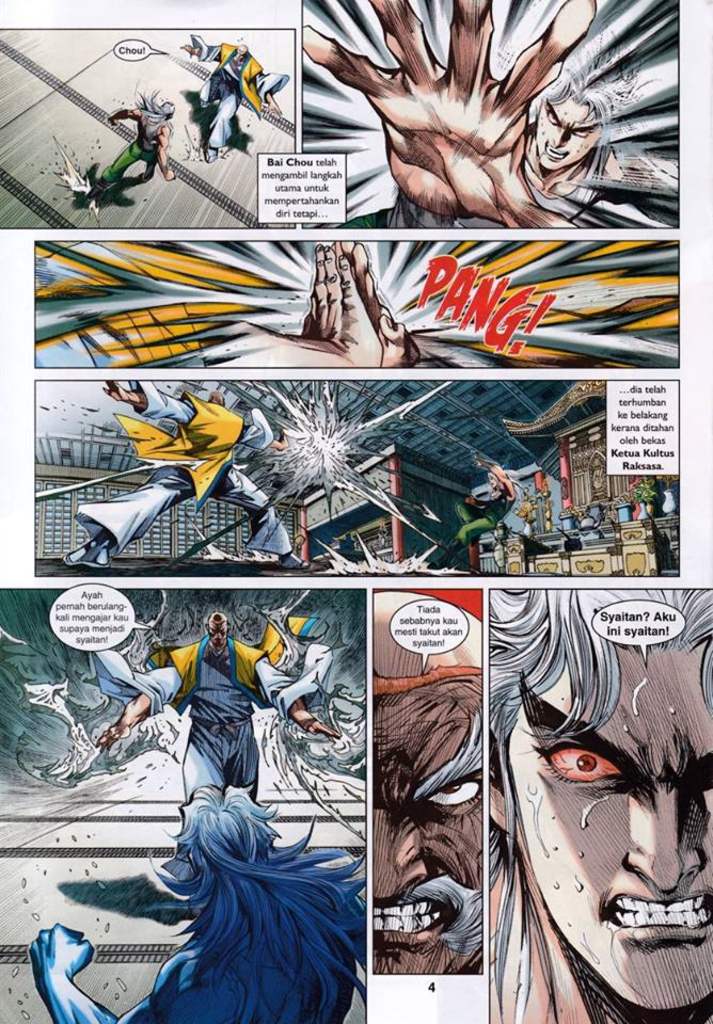 Chou!
Bai Chou telah
mengambil langkah
utama untuk
mempertahankan
diri tetapi...
PANG!
...dia telah
terhumban
ke belakang
kerana ditahan
oleh bekas
Ketua Kultus
Raksasa.
Ayah
pernah berulang-
kali mengajar kau
supaya menjadi
syaitan!
Tiada
sebabnya kau
mesti takut akan
syaitan!
Syaitan? Aku
ini syaitan!
4